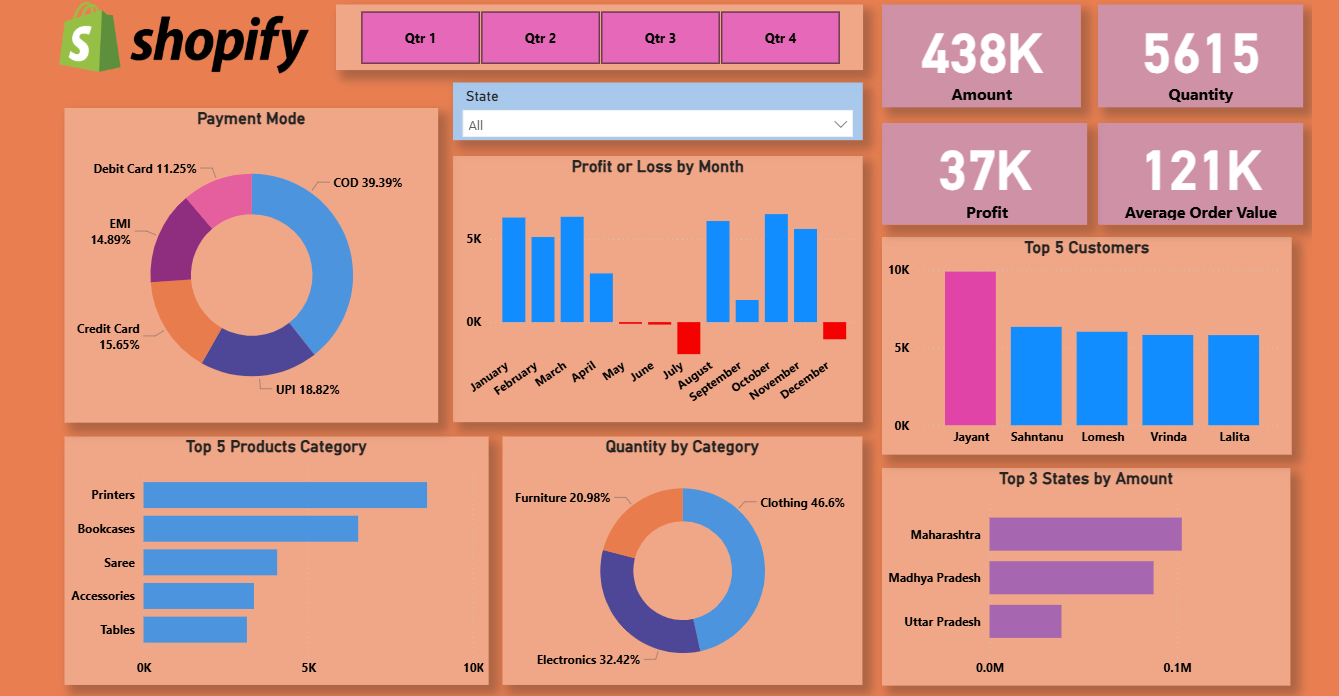 shopify
Qtr 1
Qtr 2
Qtr 3
Qtr 4
State
All
438K
Amount
5615
Quantity
37K
Profit
121K
Average Order Value
Payment Mode
Debit Card 11.25%
COD 39.39%
EMI
14.89%
Credit Card
15.65%
UPI 18.82%
Profit or Loss by Month
5K
0K
January
February
March
April
May
June
July
August
September
October
November
December
Top 5 Customers
10K
5K
0K
Jayant
Sahntanu
Lomesh
Vrinda
Lalita
Top 5 Products Category
Printers
Bookcases
Saree
Accessories
Tables
0K
5K
10K
Quantity by Category
Furniture 20.98%
Clothing 46.6%
Electronics 32.42%
Top 3 States by Amount
Maharashtra
Madhya Pradesh
Uttar Pradesh
0.0M
0.1M